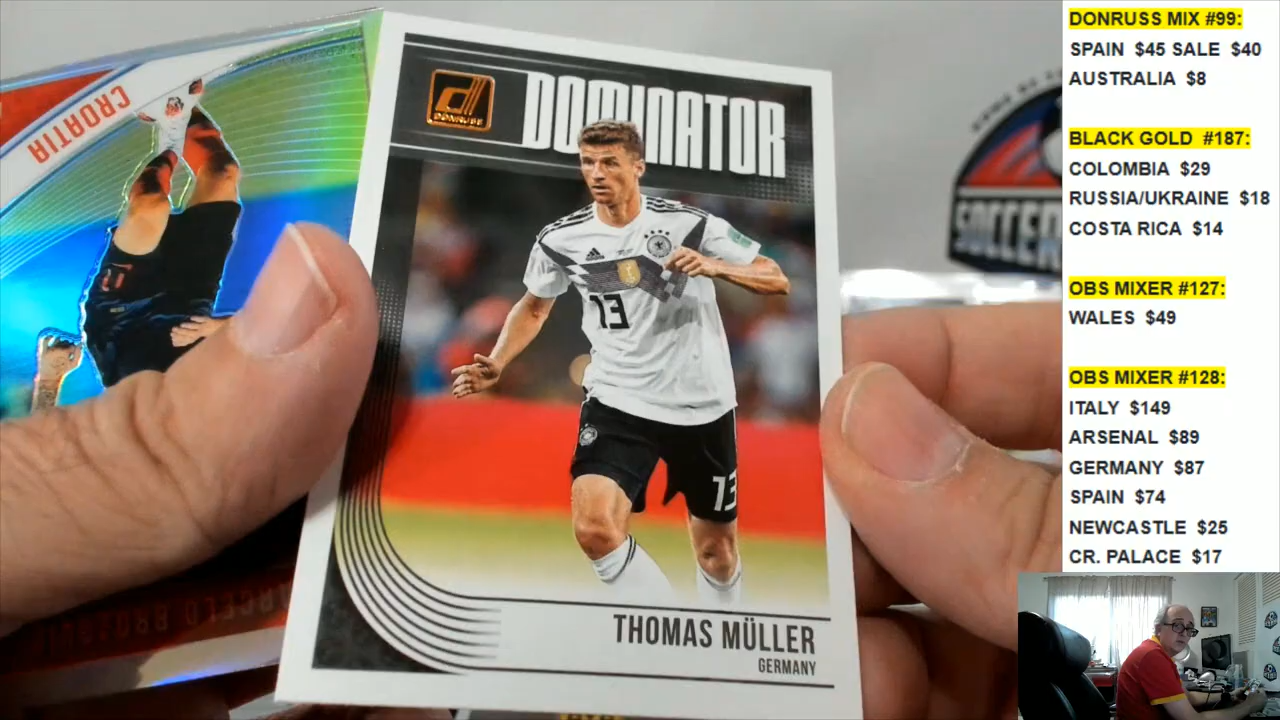 CROATIA
DONRUSS
DOMINATOR
13
13
THOMAS MÜLLER
GERMANY
SOCCER
DONRUSS MIX #99:
SPAIN $45 SALE $40
AUSTRALIA $8
BLACK GOLD #187:
COLOMBIA $29
RUSSIA/UKRAINE $18
COSTA RICA $14
OBS MIXER #127:
WALES $49
OBS MIXER #128:
ITALY $149
ARSENAL $89
GERMANY $87
SPAIN $74
NEWCASTLE $25
CR. PALACE $17